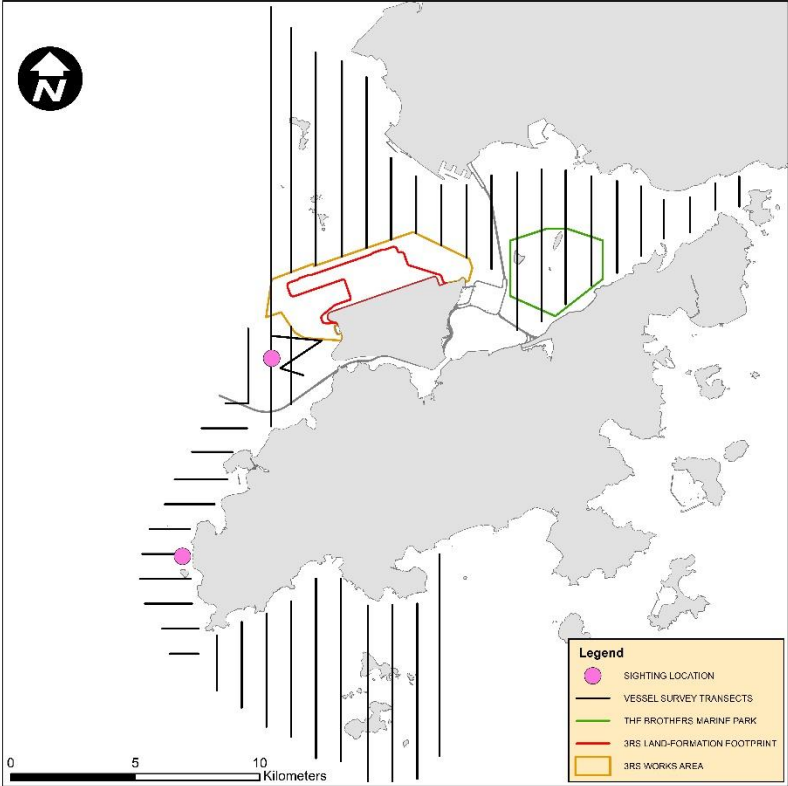 N
Legend
SIGHTING LOCATION
VESSEL SURVEY TRANSECTS
THE BROTHERS MARINE PARK
3RS LAND-FORMATION FOOTPRINT
3RS WORKS AREA
0 5 10
Kilometers